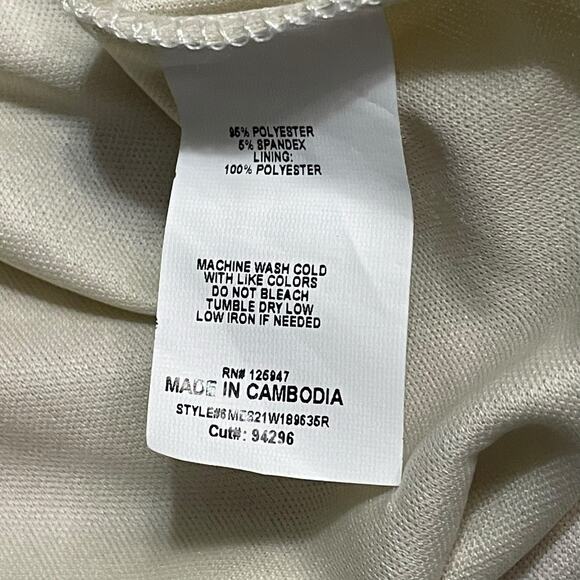 95% POLYESTER
5% SPANDEX
LINING:
100% POLYESTER
MACHINE WASH COLD
WITH LIKE COLORS
DO NOT BLEACH
TUMBLE DRY LOW
LOW IRON IF NEEDED
RN# 125947
MADE IN CAMBODIA
Cut#: 94296